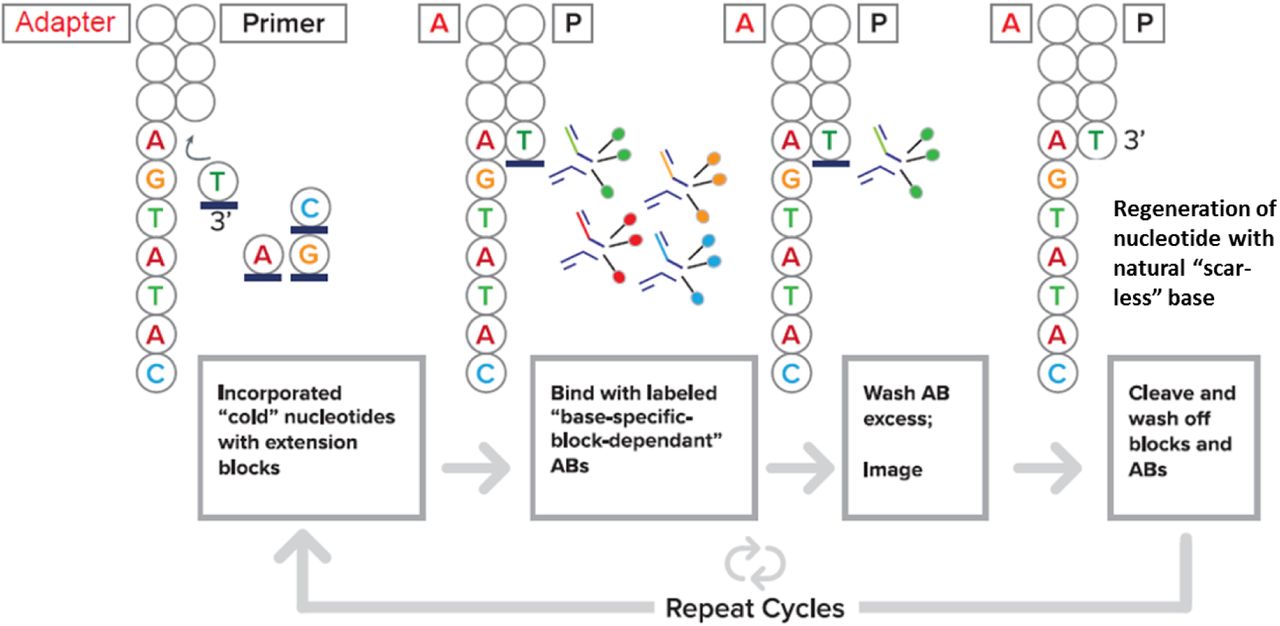 Adapter
Primer
A
G
T
A
T
A
C
T
3’
C
A
G
A
P
A
T
G
T
A
T
A
C
A
P
A
T
G
T
A
T
A
C
A
P
A
T
3’
G
T
A
T
A
C
Regeneration of
nucleotide with
natural “scar-
less” base
Incorporated
“cold” nucleotides
with extension
blocks
Bind with labeled
“base-specific-
block-dependant”
ABs
Wash AB
excess;
Image
Cleave and
wash off
blocks and
ABs
Repeat Cycles